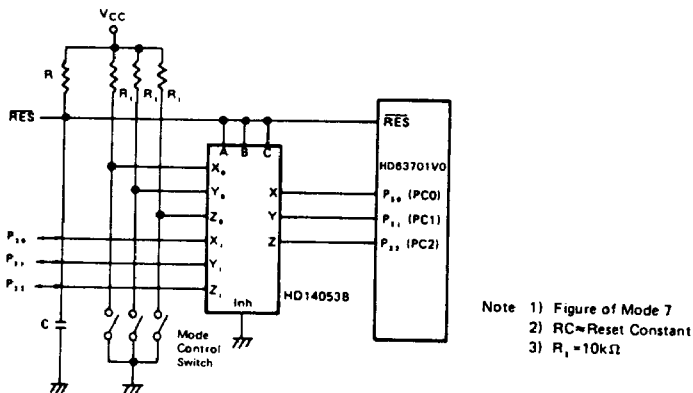 VCC
R
R₁ R₁ R₁
RES
A B C
RES
HD63701V0
X₀
Y₀
Z₀
X₁
Y₁
Z₁
X
Y
Z
P₂₀ (PC0)
P₂₁ (PC1)
P₂₂ (PC2)
P₂₀
P₂₁
P₂₂
Inh
HD14053B
C
Mode
Control
Switch
Note 1) Figure of Mode 7
2) RC≈Reset Constant
3) R₁=10kΩ